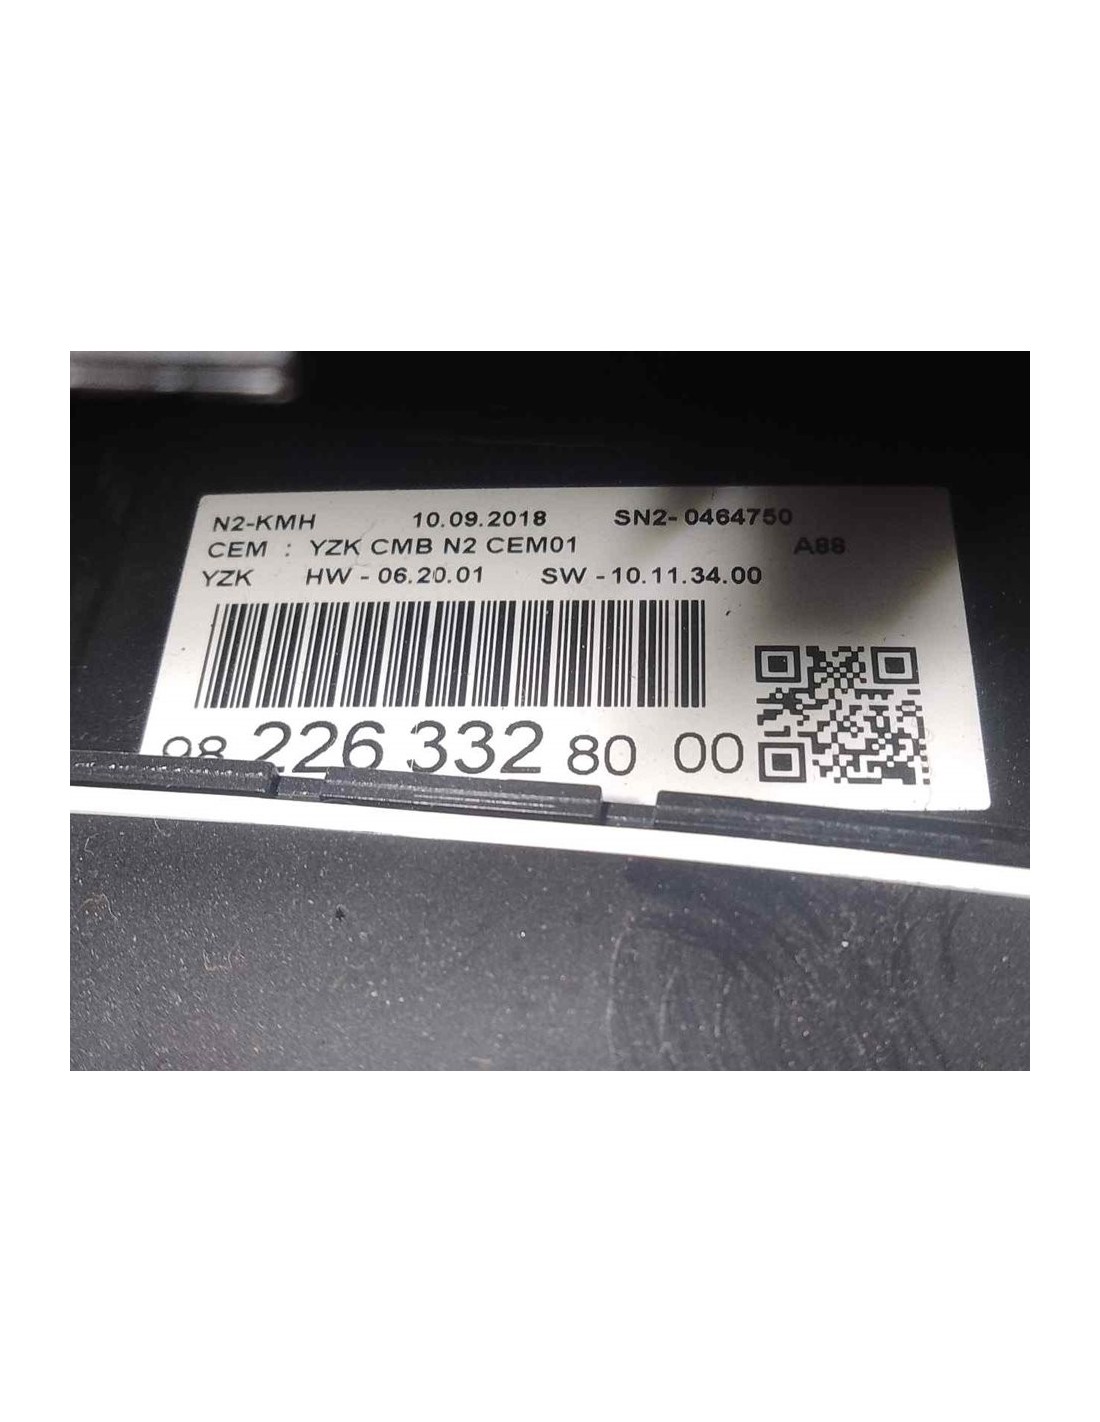 N2-KMH 10.09.2018 SN2- 0464750
CEM : YZK CMB N2 CEM01 A88
YZK HW - 06.20.01 SW - 10.11.34.00
98 226 332 80 00